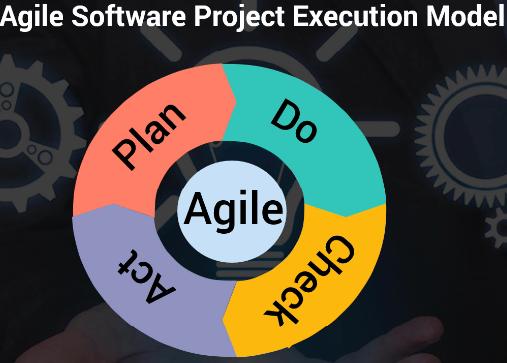 Agile Software Project Execution Model
Plan
Do
Agile
Act
Check